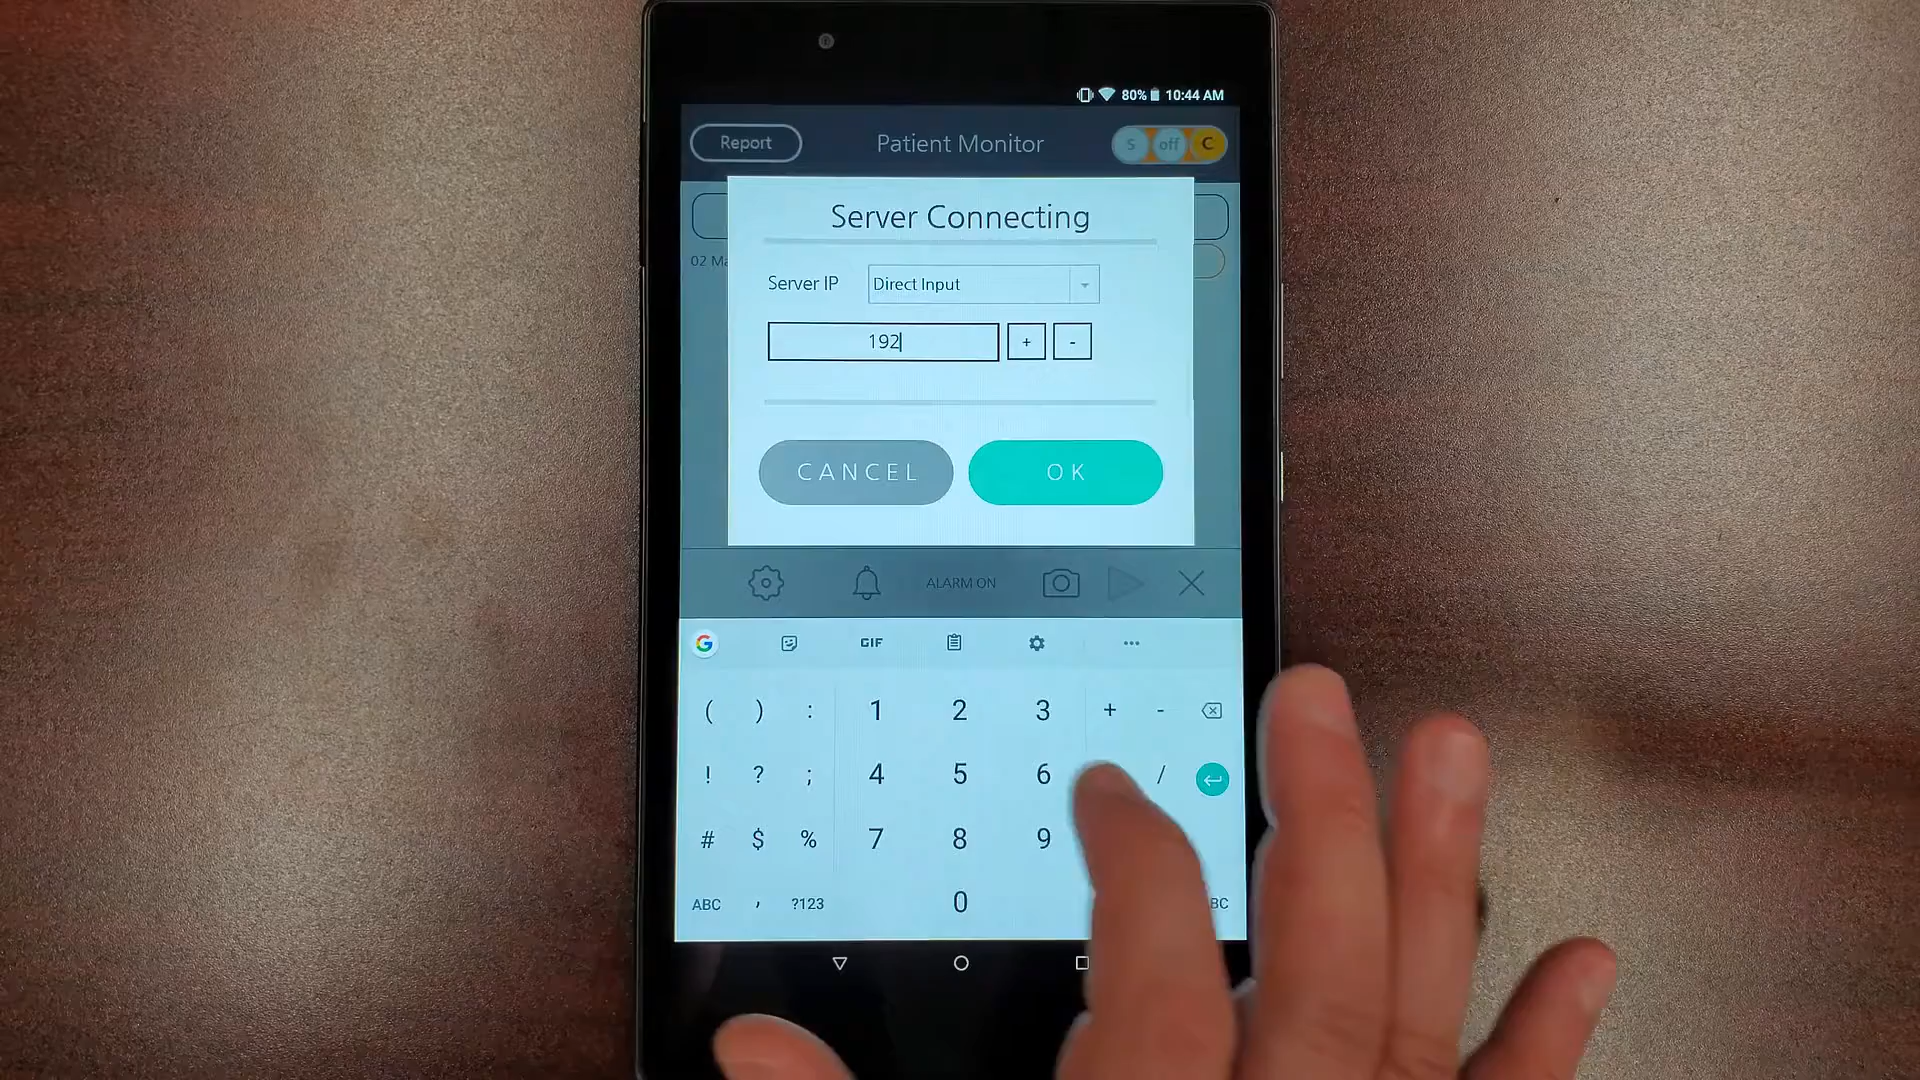 80% 10:44 AM
Report Patient Monitor S off C
Server Connecting
02 Ma
Server IP Direct Input
192 + -
CANCEL OK
ALARM ON
G GIF
( ) : 1 2 3 + -
! ? ; 4 5 6 /
# $ % 7 8 9
ABC , ?123 0 BC